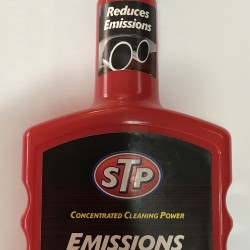 Reduces
Emissions
STP
CONCENTRATED CLEANING POWER
EMISSIONS